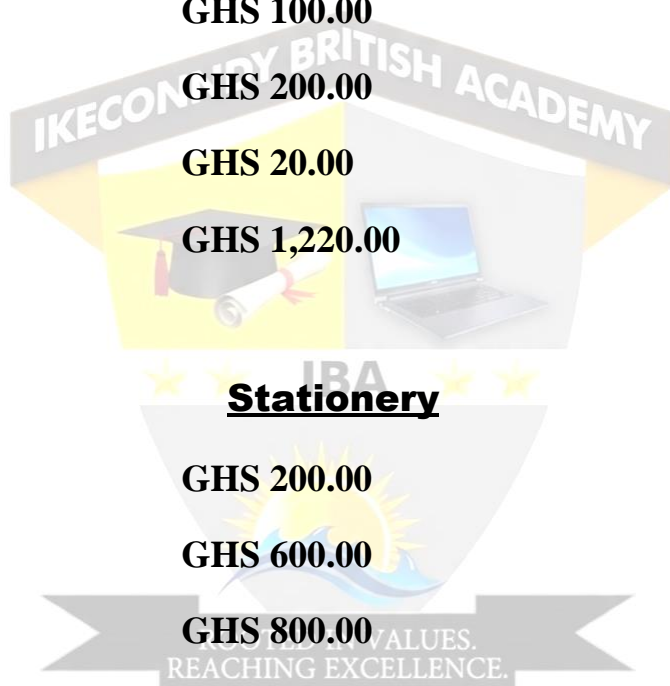 GHS 100.00
IKECON BRITISH ACADEMY
GHS 200.00
GHS 20.00
GHS 1,220.00
IBA
Stationery
GHS 200.00
GHS 600.00
GHS 800.00
ROOTED IN VALUES.
REACHING EXCELLENCE.